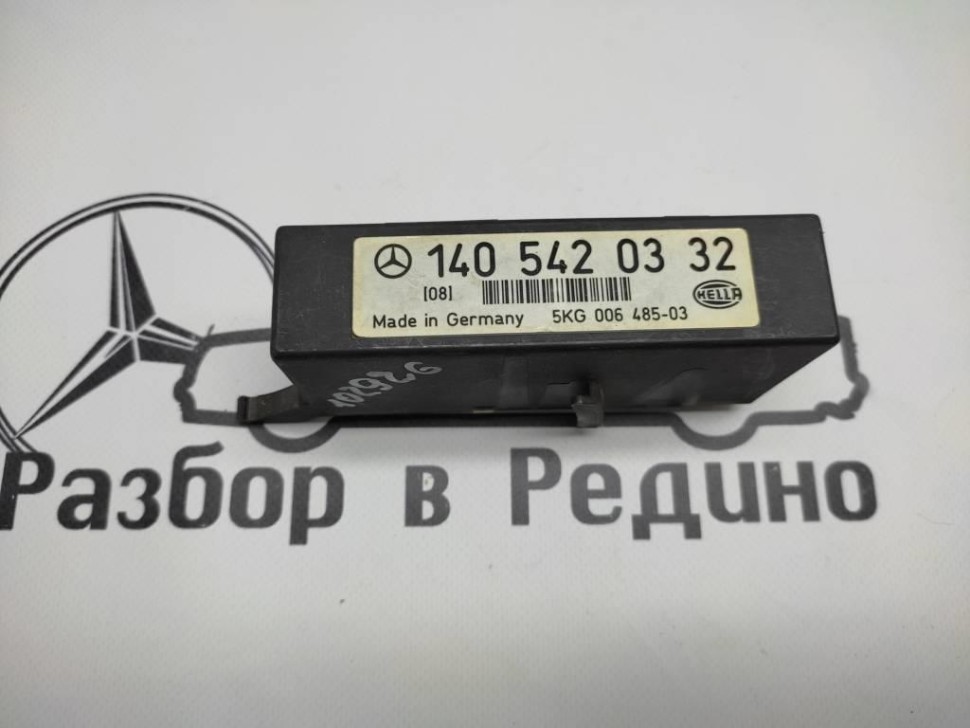 140 542 03 32
[08]
HELLA
Made in Germany 5KG 006 485-03
Разбор в Редино